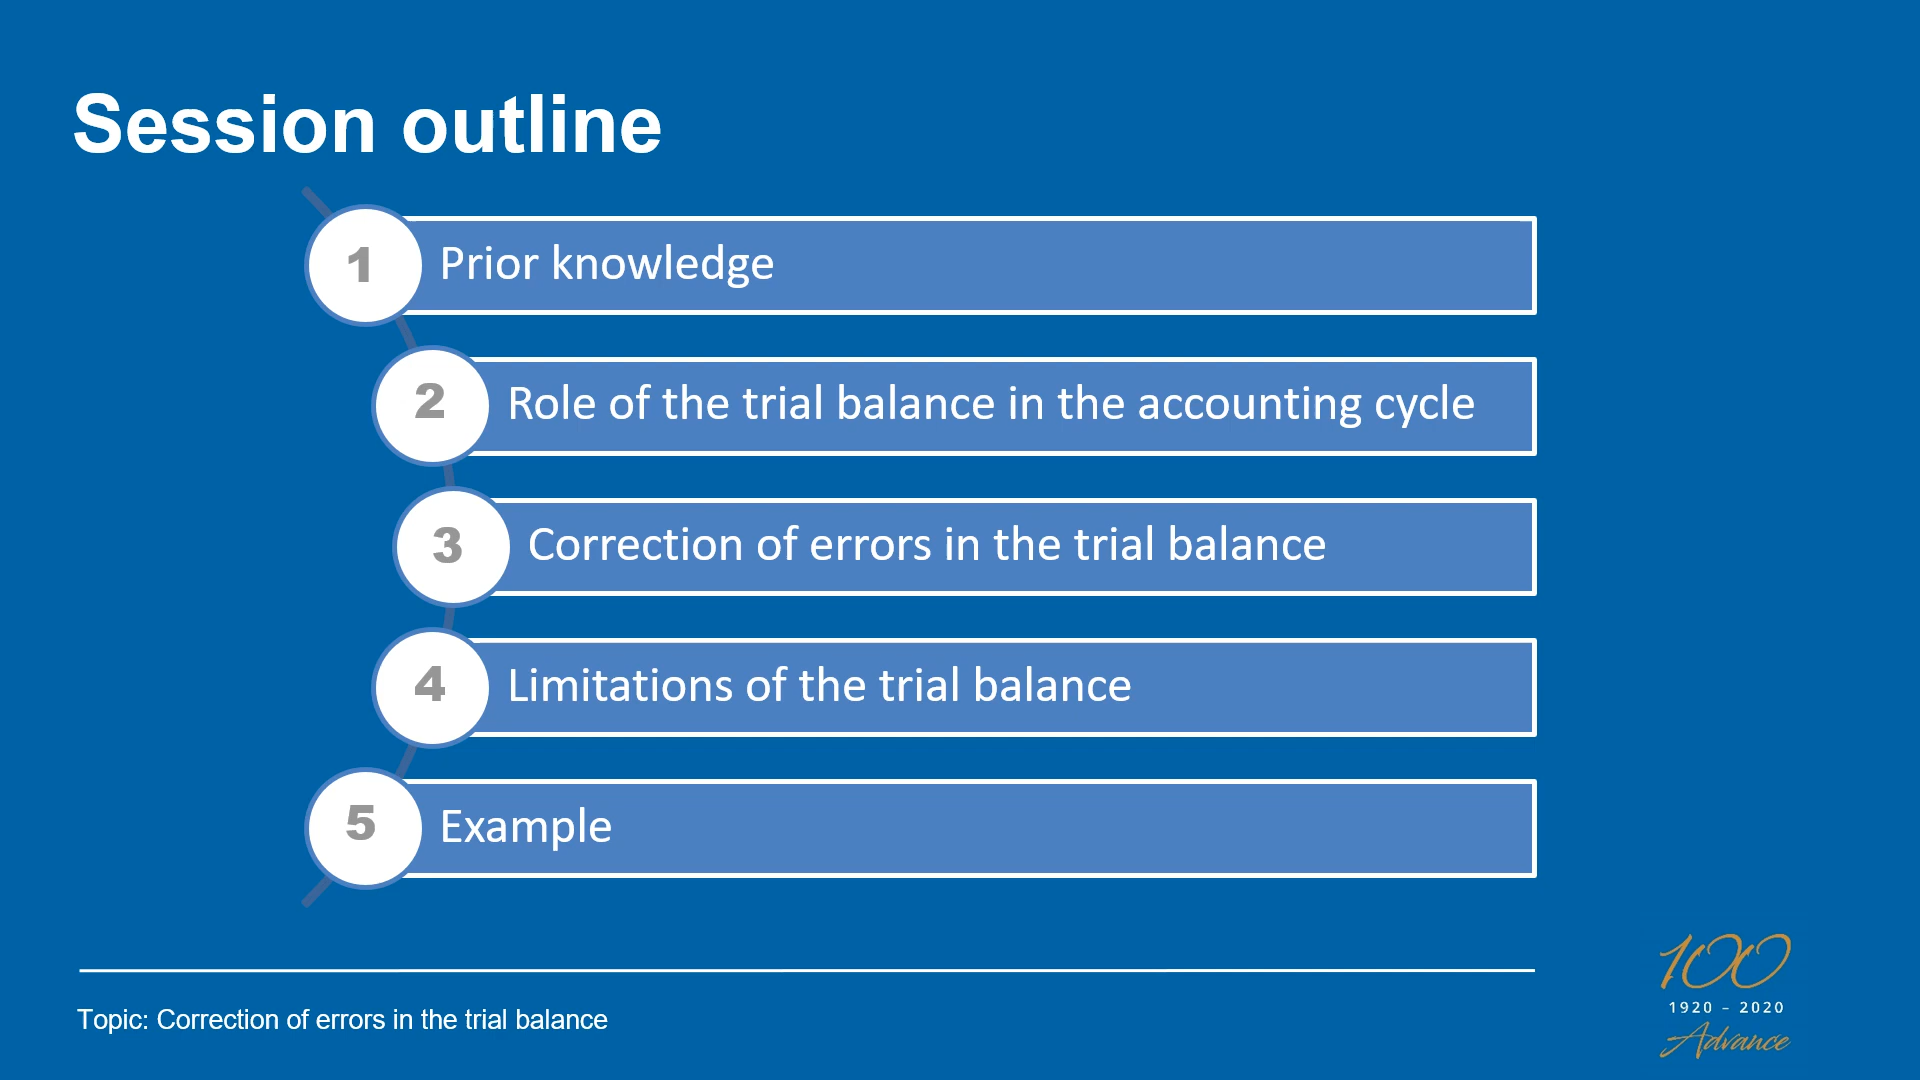 Session outline
1
Prior knowledge
2
Role of the trial balance in the accounting cycle
3
Correction of errors in the trial balance
4
Limitations of the trial balance
5
Example
Topic: Correction of errors in the trial balance
100
1920 - 2020
Advance